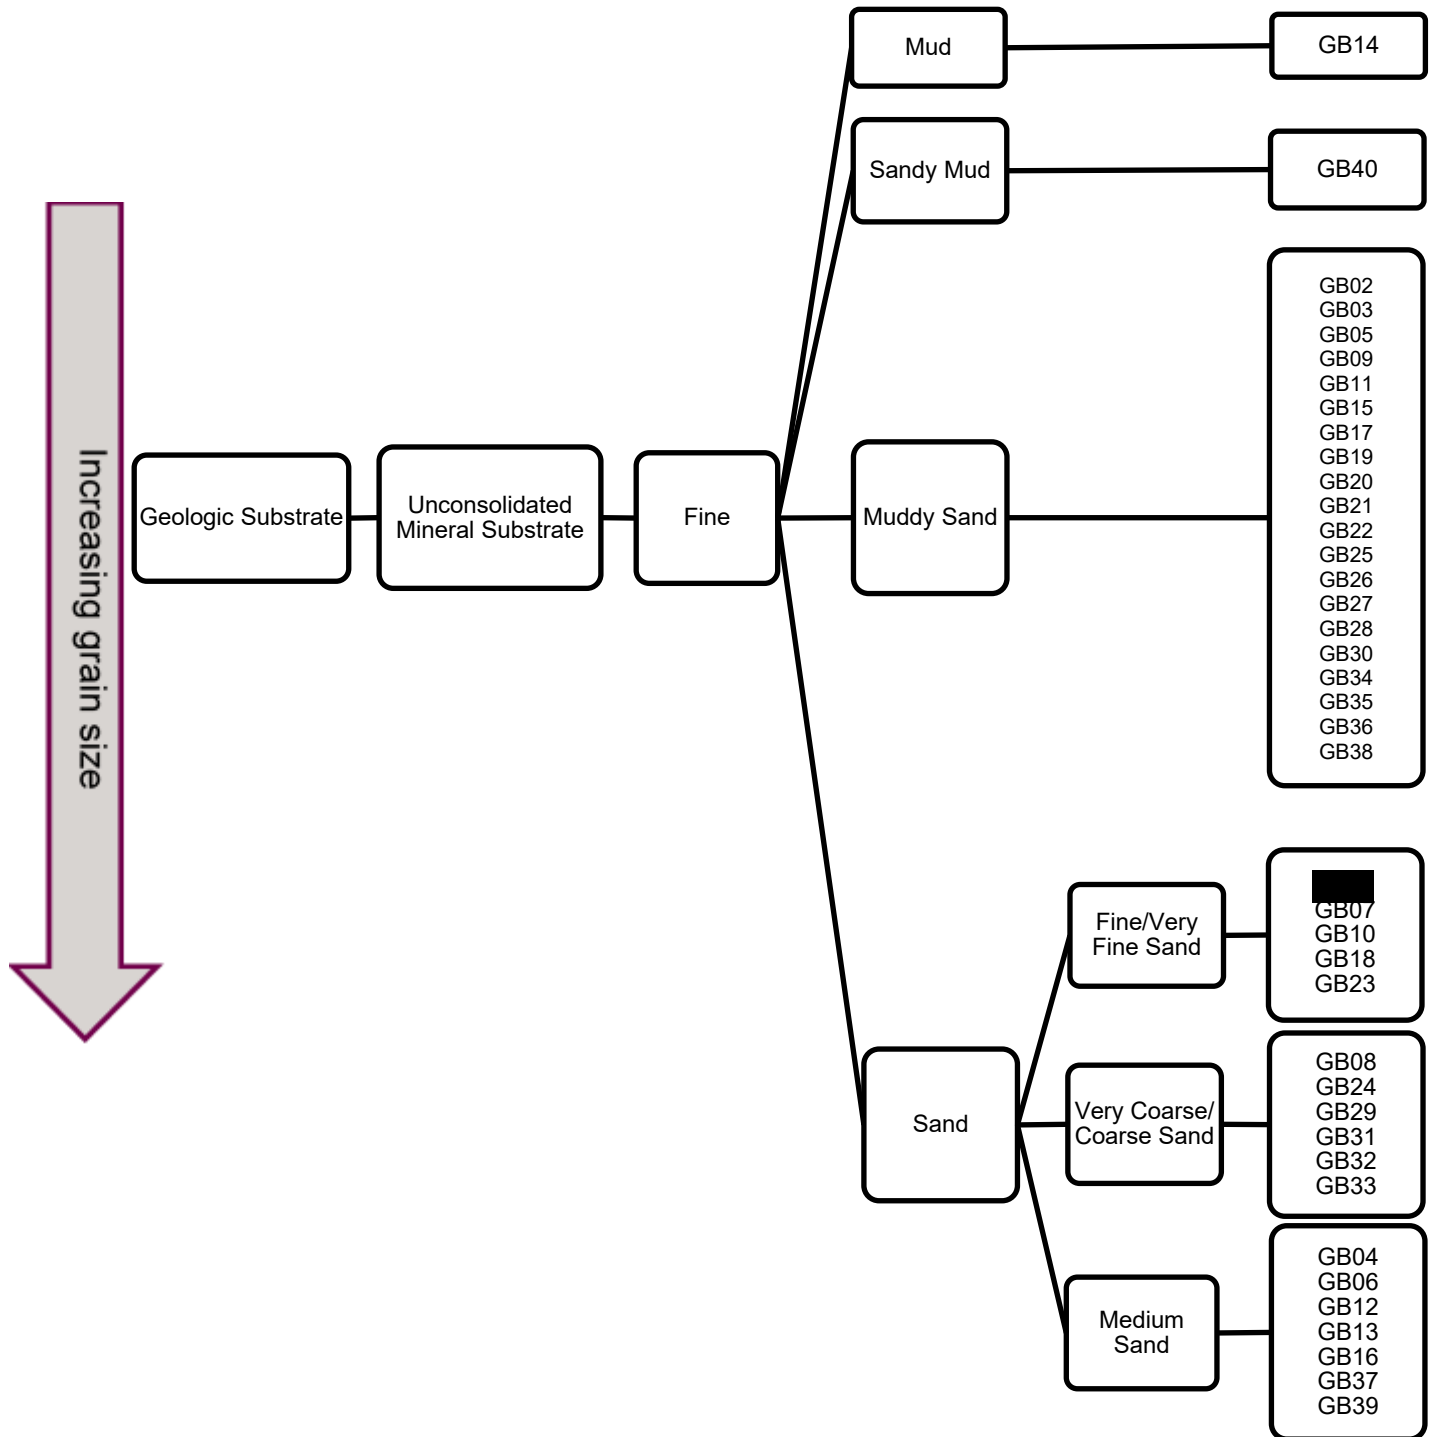 Mud
GB14
Sandy Mud
GB40
Increasing grain size
Geologic Substrate
Unconsolidated
Mineral Substrate
Fine
Muddy Sand
GB02
GB03
GB05
GB09
GB11
GB15
GB17
GB19
GB20
GB21
GB22
GB25
GB26
GB27
GB28
GB30
GB34
GB35
GB36
GB38
Fine/Very
Fine Sand
GB07
GB10
GB18
GB23
Sand
Very Coarse/
Coarse Sand
GB08
GB24
GB29
GB31
GB32
GB33
Medium
Sand
GB04
GB06
GB12
GB13
GB16
GB37
GB39